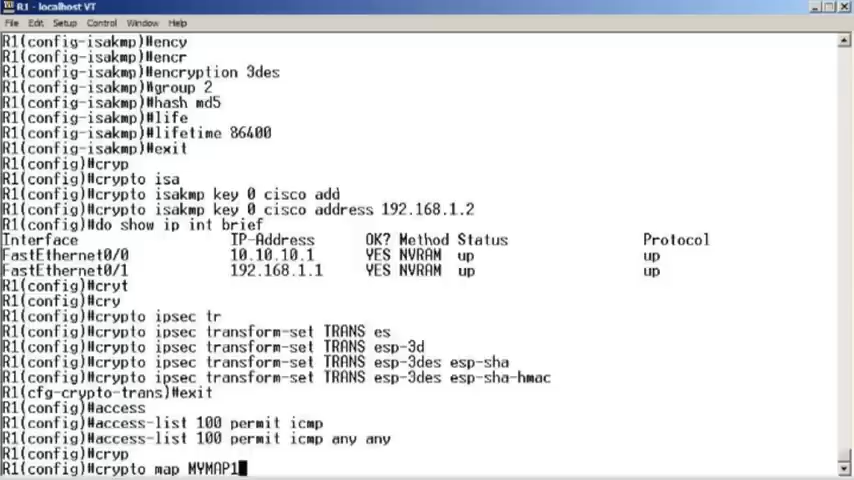 R1 - localhost VT
File Edit Setup Control Window Help
R1(config-isakmp)#ency
R1(config-isakmp)#encr
R1(config-isakmp)#encryption 3des
R1(config-isakmp)#group 2
R1(config-isakmp)#hash md5
R1(config-isakmp)#life
R1(config-isakmp)#lifetime 86400
R1(config-isakmp)#exit
R1(config)#cryp
R1(config)#crypto isa
R1(config)#crypto isakmp key 0 cisco add
R1(config)#crypto isakmp key 0 cisco address 192.168.1.2
R1(config)#do show ip int brief
Interface IP-Address OK? Method Status Protocol
FastEthernet0/0 10.10.10.1 YES NVRAM up up
FastEthernet0/1 192.168.1.1 YES NVRAM up up
R1(config)#cryt
R1(config)#cry
R1(config)#crypto ipsec tr
R1(config)#crypto ipsec transform-set TRANS es
R1(config)#crypto ipsec transform-set TRANS esp-3d
R1(config)#crypto ipsec transform-set TRANS esp-3des esp-sha
R1(config)#crypto ipsec transform-set TRANS esp-3des esp-sha-hmac
R1(cfg-crypto-trans)#exit
R1(config)#access
R1(config)#access-list 100 permit icmp
R1(config)#access-list 100 permit icmp any any
R1(config)#cryp
R1(config)#crypto map MYMAP1